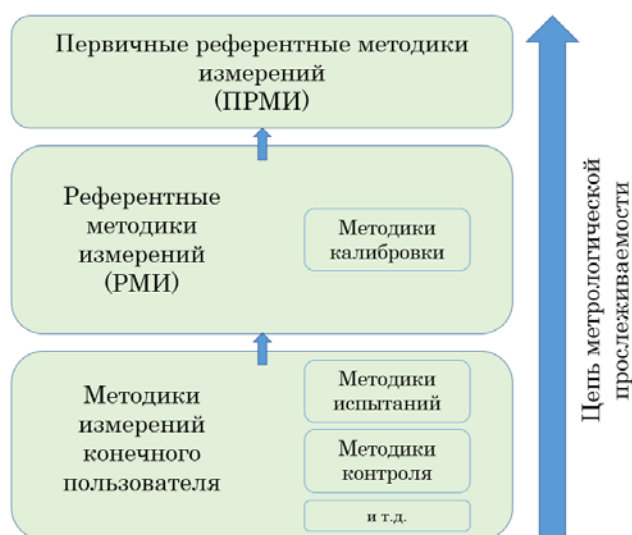 Первичные референтные методики
измерений
(ПРМИ)
Референтные
методики
измерений
(РМИ)
Методики
калибровки
Методики
измерений
конечного
пользователя
Методики
испытаний
Методики
контроля
и т.д.
Цепь метрологической
прослеживаемости